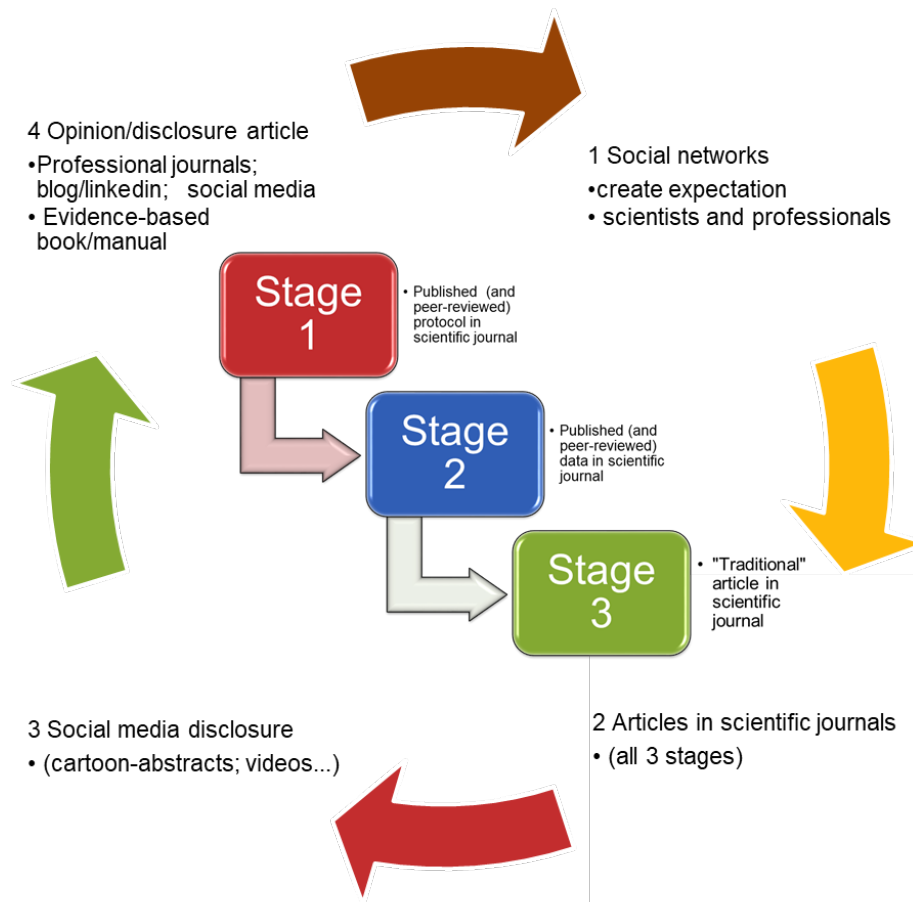 4 Opinion/disclosure article
•Professional journals;
blog/linkedin; social media
• Evidence-based
book/manual
1 Social networks
•create expectation
• scientists and professionals
Stage
1
• Published (and
peer-reviewed)
protocol in
scientific journal
Stage
2
• Published (and
peer-reviewed)
data in scientific
journal
Stage
3
• "Traditional"
article in
scientific
journal
3 Social media disclosure
• (cartoon-abstracts; videos...)
2 Articles in scientific journals
• (all 3 stages)